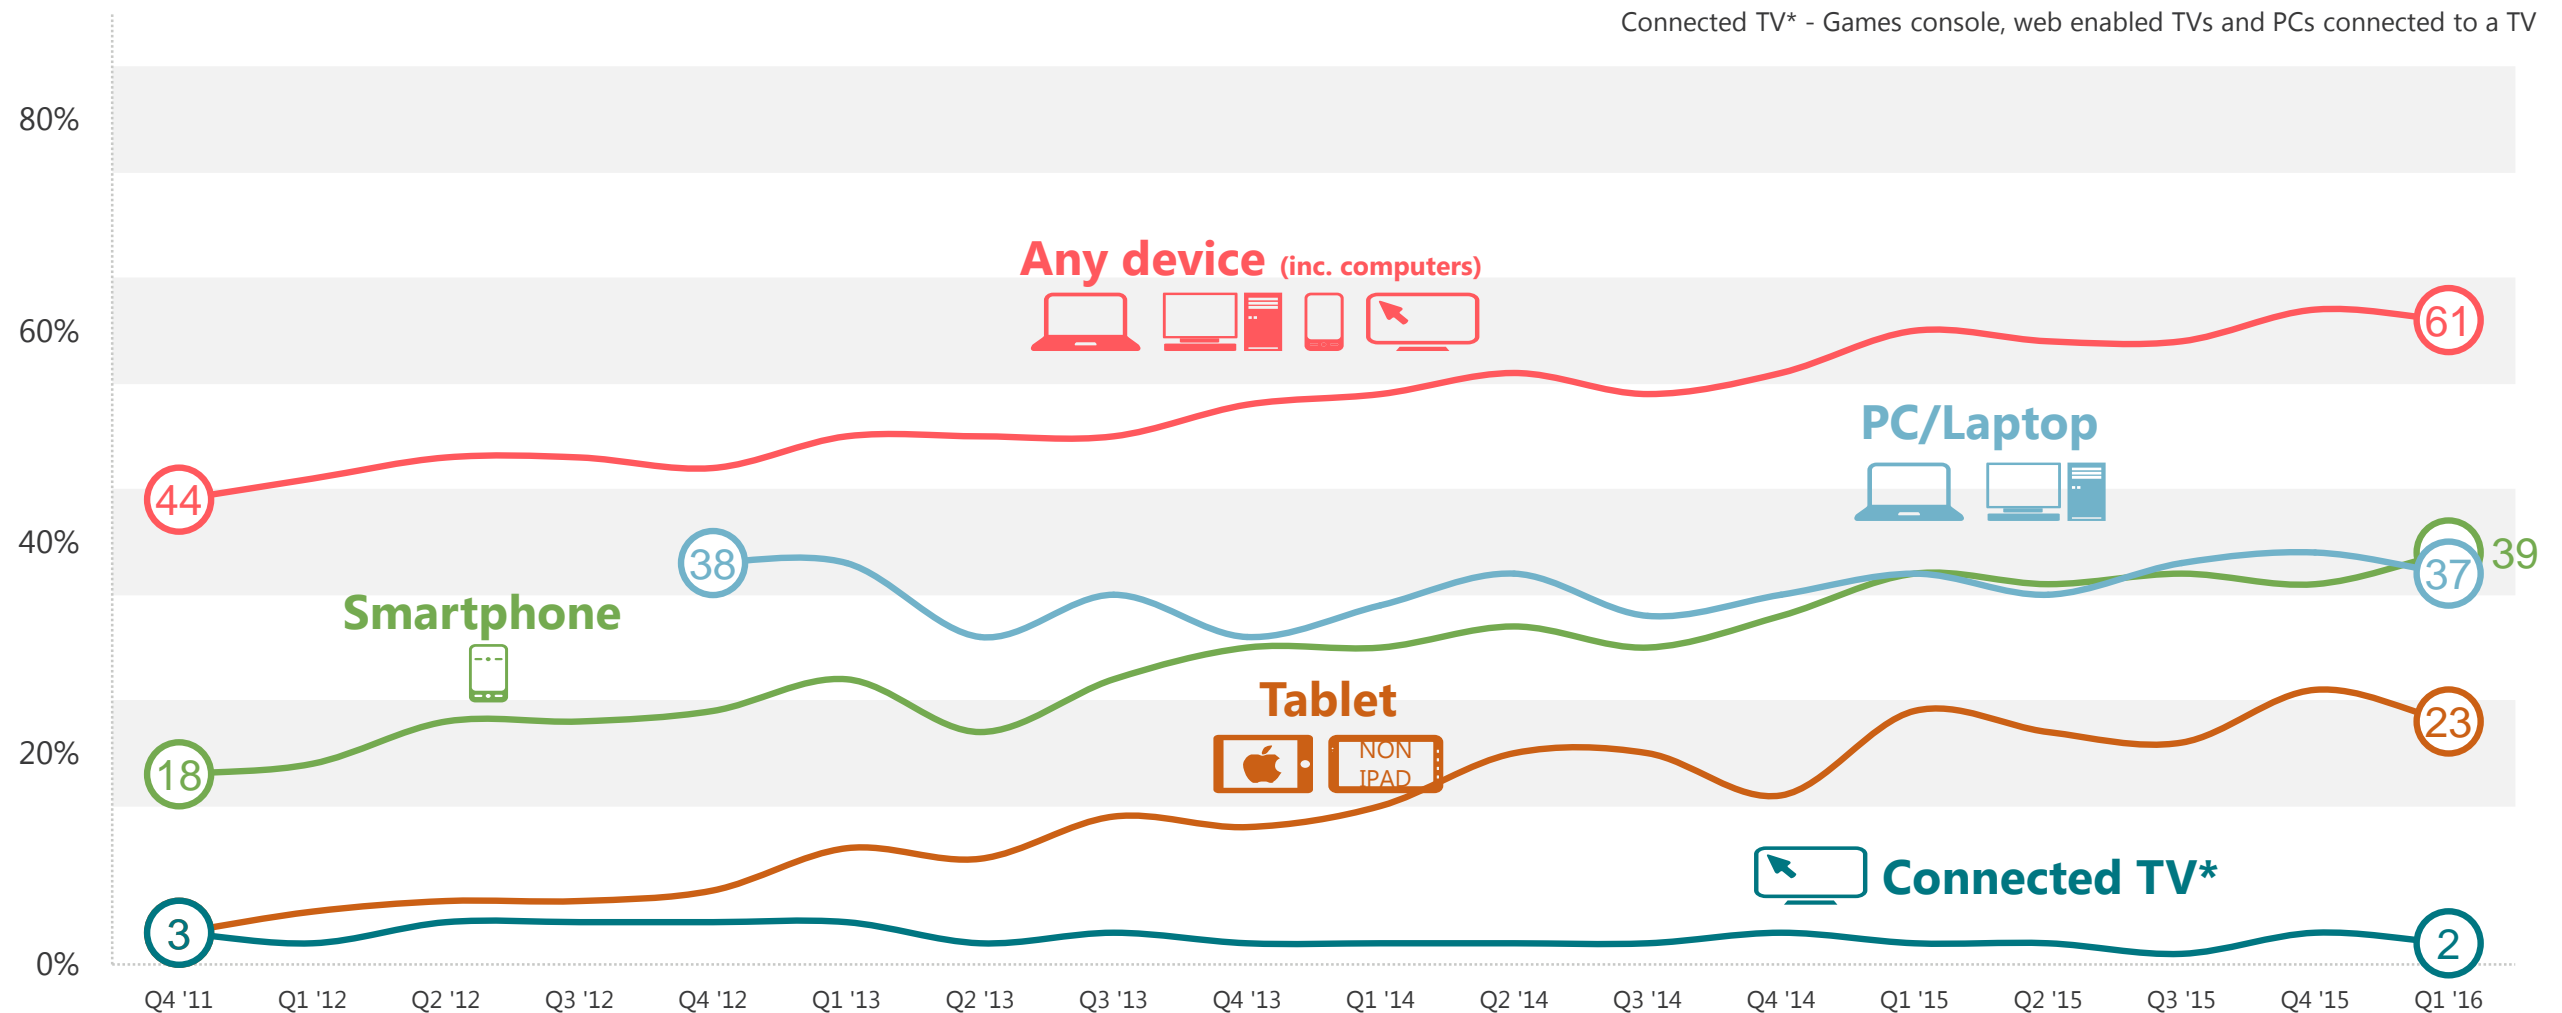 Connected TV* - Games console, web enabled TVs and PCs connected to a TV
80%
Any device (inc. computers)
60%
61
PC/Laptop
44
40%
38
39
37
Smartphone
Tablet
23
NON
IPAD
20%
18
Connected TV*
3
2
0%
Q4 '11 Q1 '12 Q2 '12 Q3 '12 Q4 '12 Q1 '13 Q2 '13 Q3 '13 Q4 '13 Q1 '14 Q2 '14 Q3 '14 Q4 '14 Q1 '15 Q2 '15 Q3 '15 Q4 '15 Q1 '16